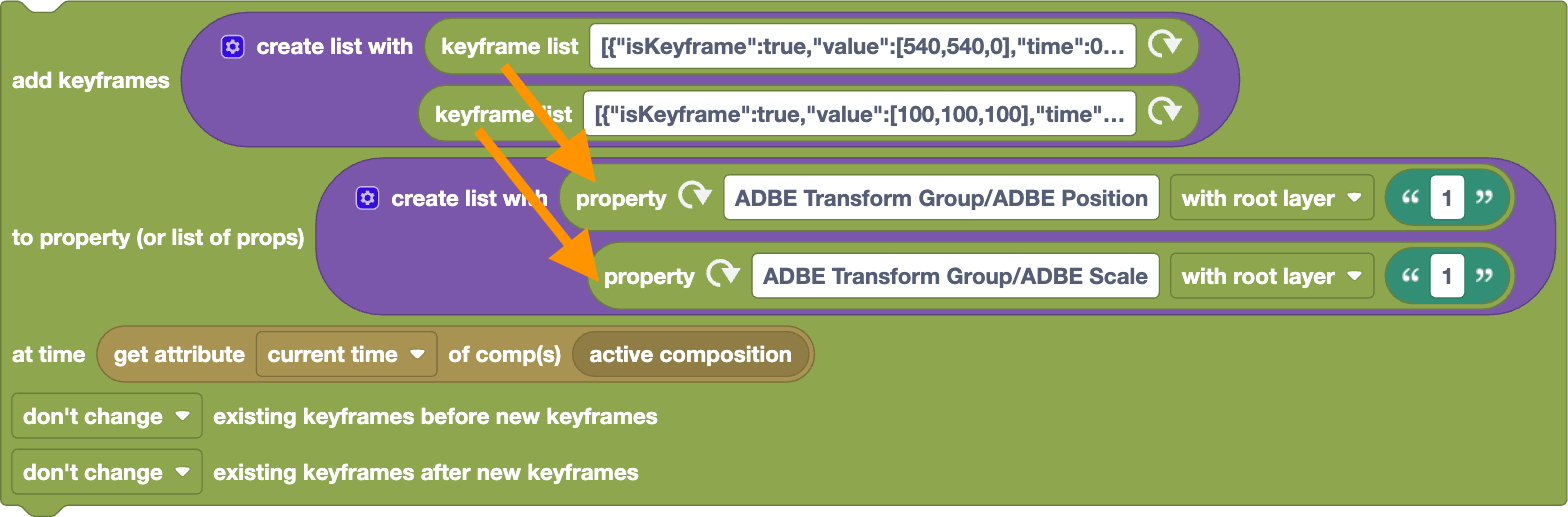 create list with keyframe list [{"isKeyframe":true,"value":[540,540,0],"time":0...
add keyframes
keyframe list [{"isKeyframe":true,"value":[100,100,100],"time"...
create list with property ADBE Transform Group/ADBE Position with root layer “ 1 ”
to property (or list of props)
property ADBE Transform Group/ADBE Scale with root layer “ 1 ”
at time get attribute current time of comp(s) active composition
don't change existing keyframes before new keyframes
don't change existing keyframes after new keyframes